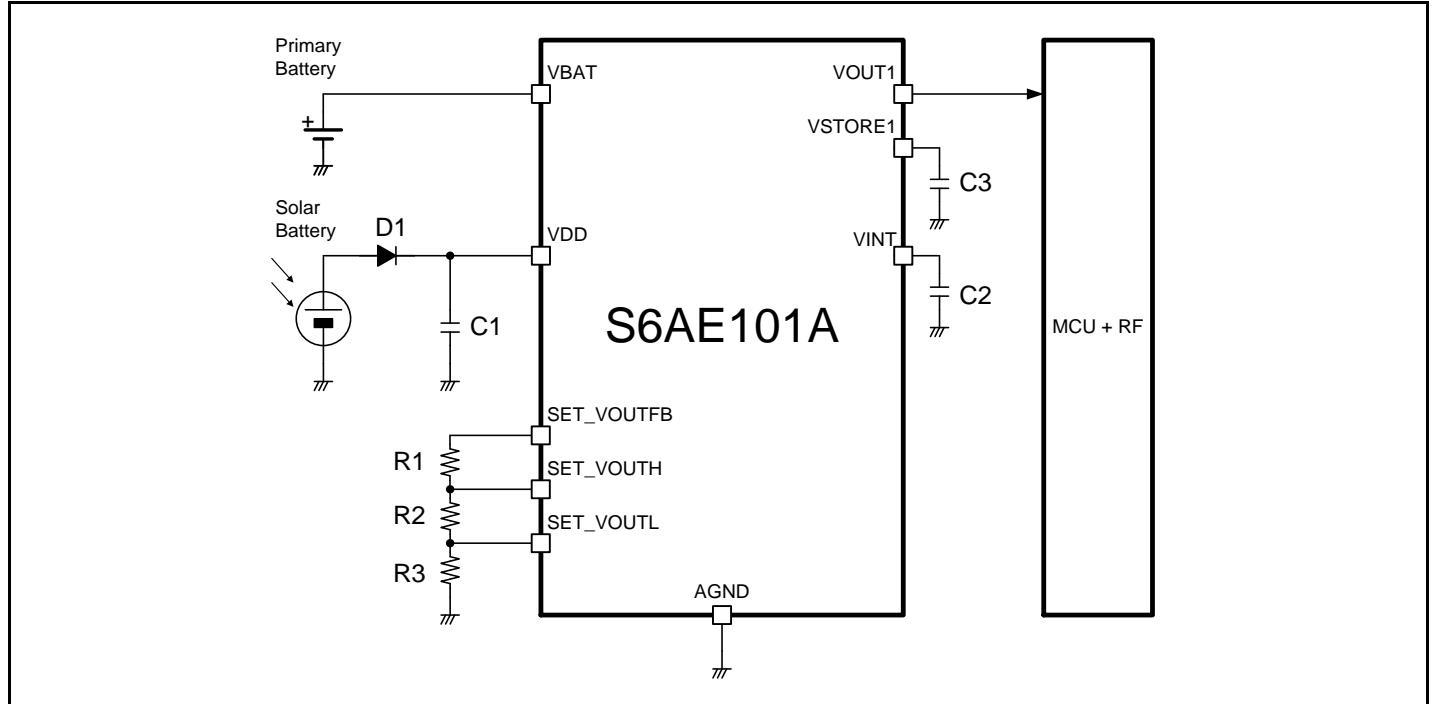 Primary
Battery
VBAT
VOUT1
VSTORE1
+
C3
Solar
Battery
D1
VDD
VINT
C1
C2
S6AE101A
MCU + RF
SET_VOUTFB
R1
SET_VOUTH
R2
SET_VOUTL
R3
AGND